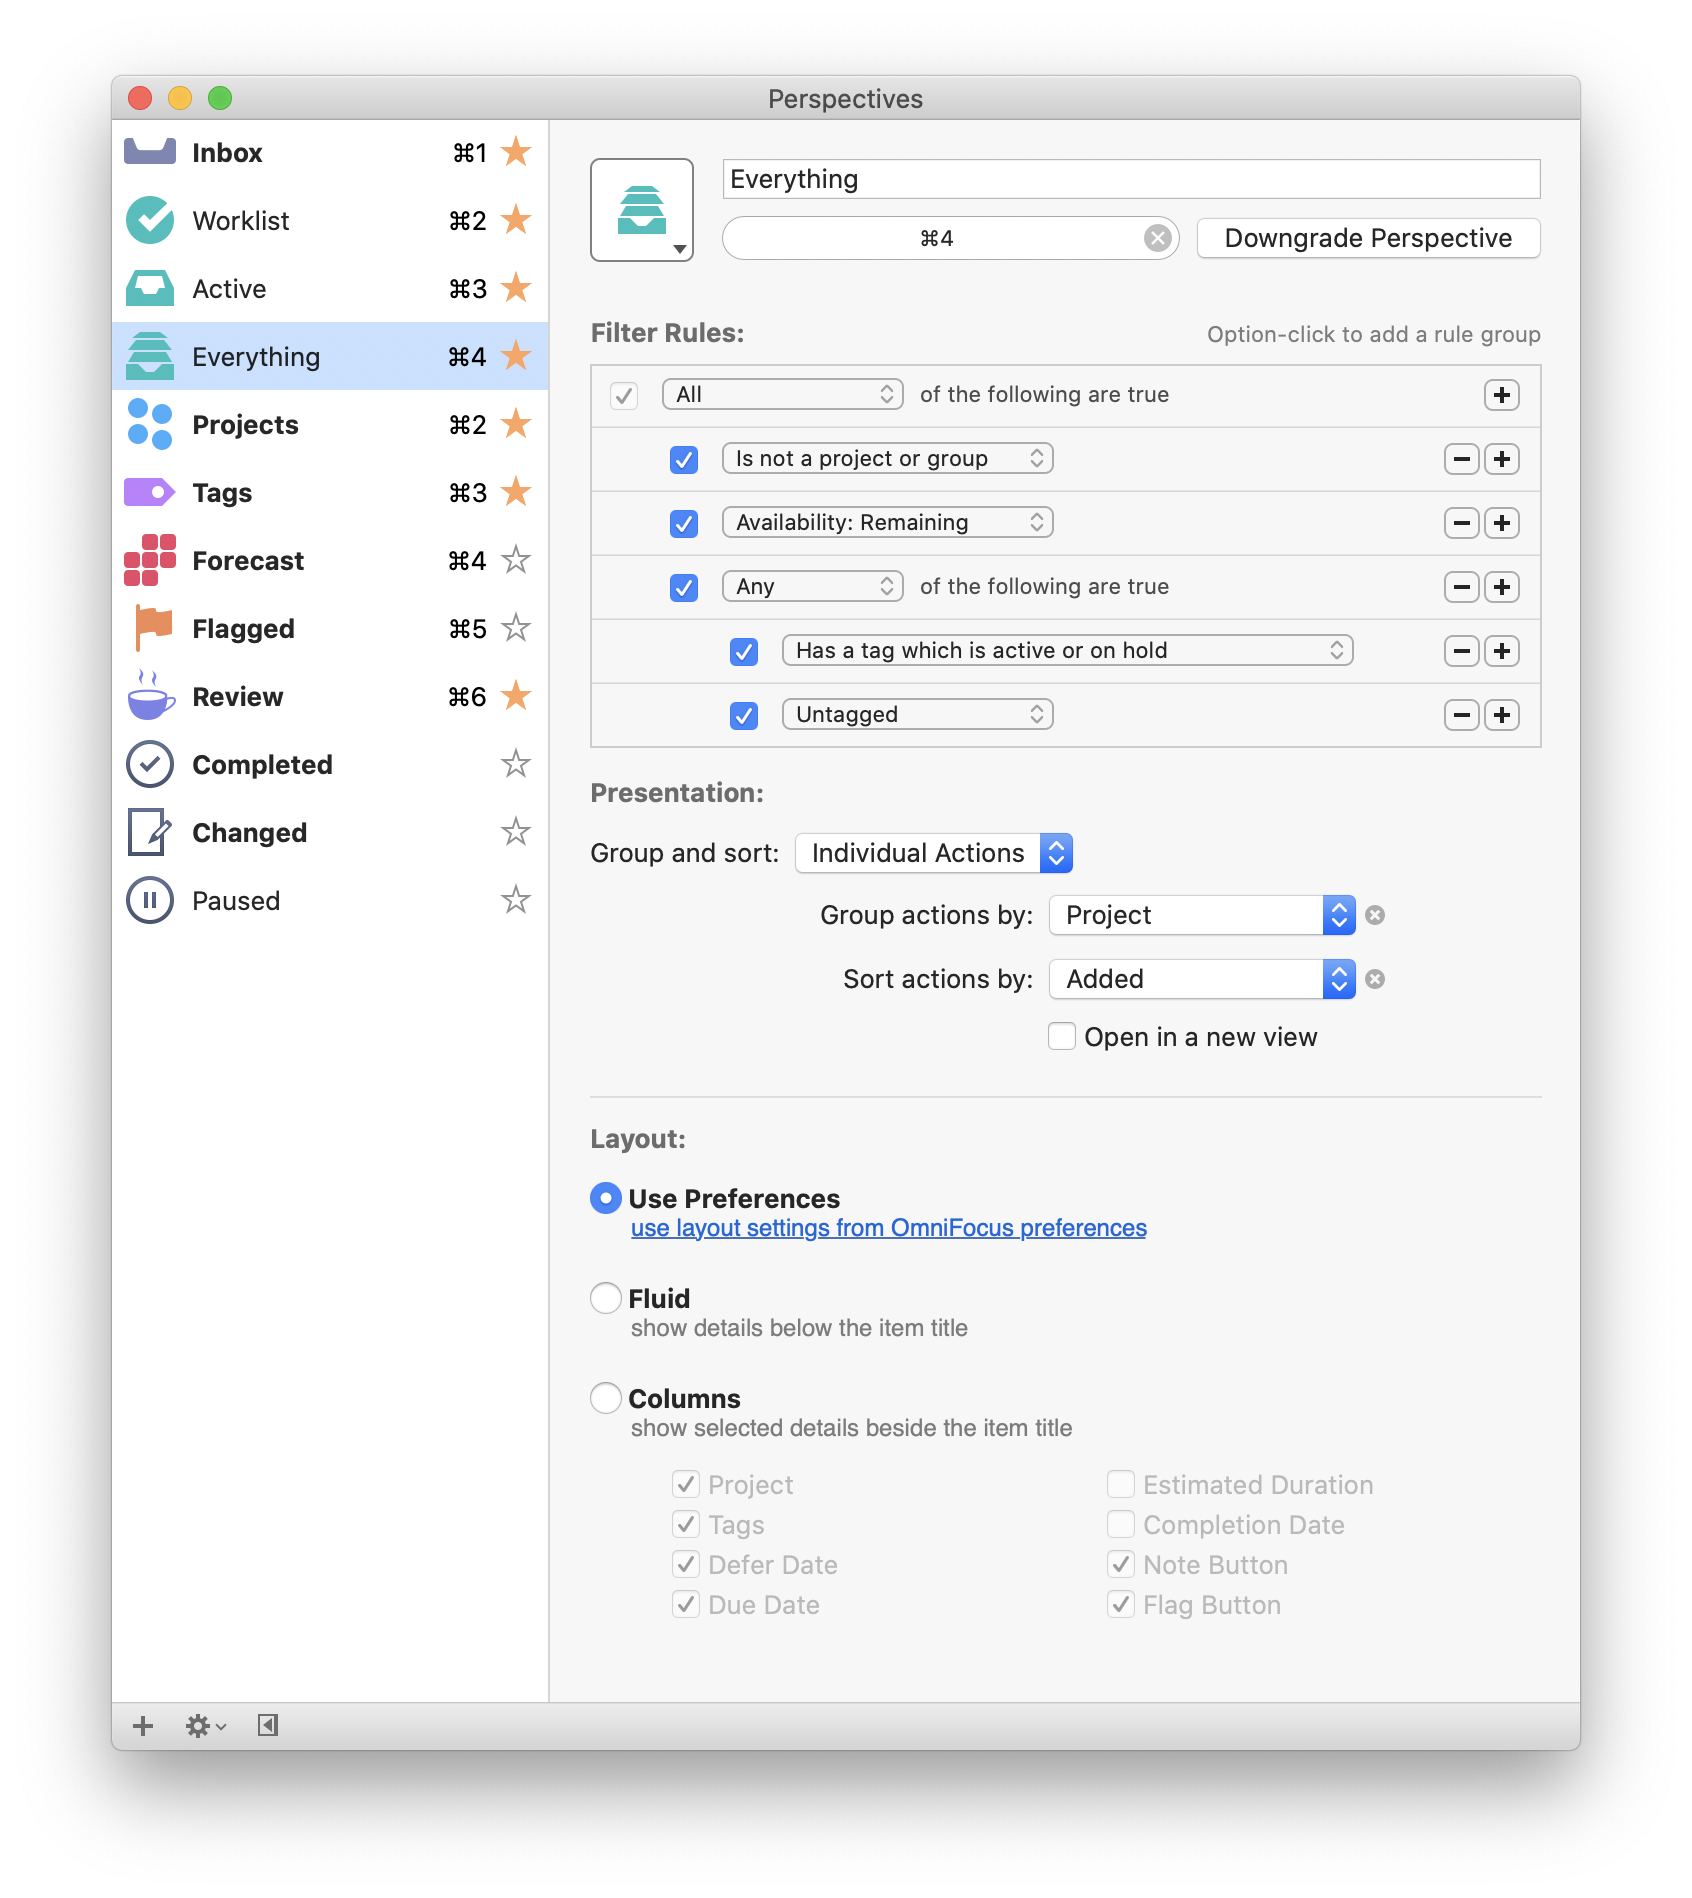 Perspectives
Inbox ⌘1
Worklist ⌘2
Active ⌘3
Everything ⌘4
Projects ⌘2
Tags ⌘3
Forecast ⌘4
Flagged ⌘5
Review ⌘6
Completed
Changed
Paused
Everything
⌘4 Downgrade Perspective
Filter Rules: Option-click to add a rule group
All of the following are true
Is not a project or group
Availability: Remaining
Any of the following are true
Has a tag which is active or on hold
Untagged
Presentation:
Group and sort: Individual Actions
Group actions by: Project
Sort actions by: Added
Open in a new view
Layout:
Use Preferences
use layout settings from OmniFocus preferences
Fluid
show details below the item title
Columns
show selected details beside the item title
Project Estimated Duration
Tags Completion Date
Defer Date Note Button
Due Date Flag Button